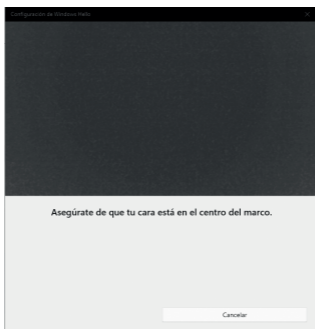 Configuración de Windows Hello
Asegúrate de que tu cara está en el centro del marco.
Cancelar